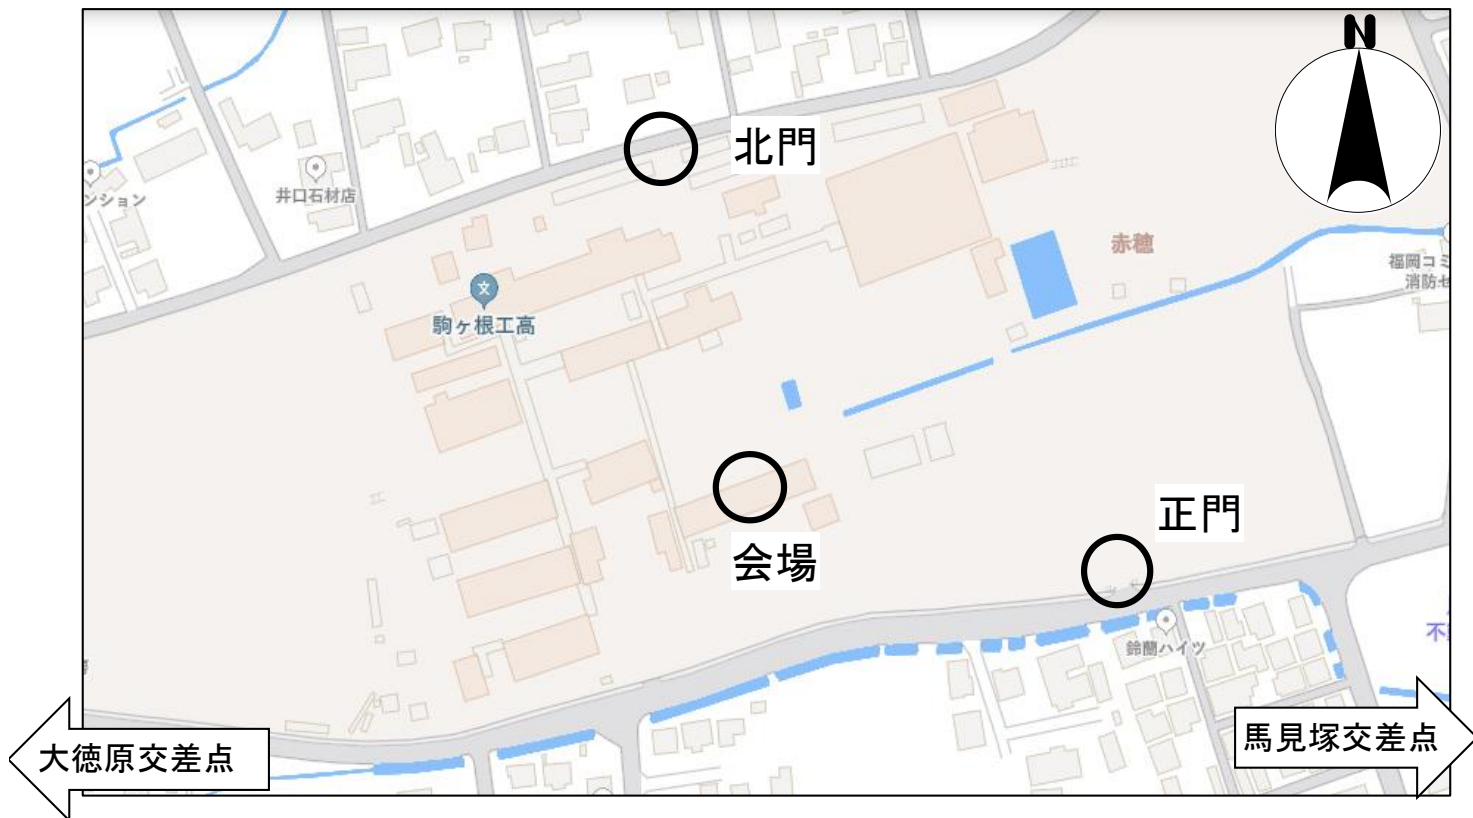 N
北門
井口石材店
ンション
赤穂
福岡コミ
消防セ
文
駒ヶ根工高
正門
会場
鈴蘭ハイツ
不
大徳原交差点
馬見塚交差点